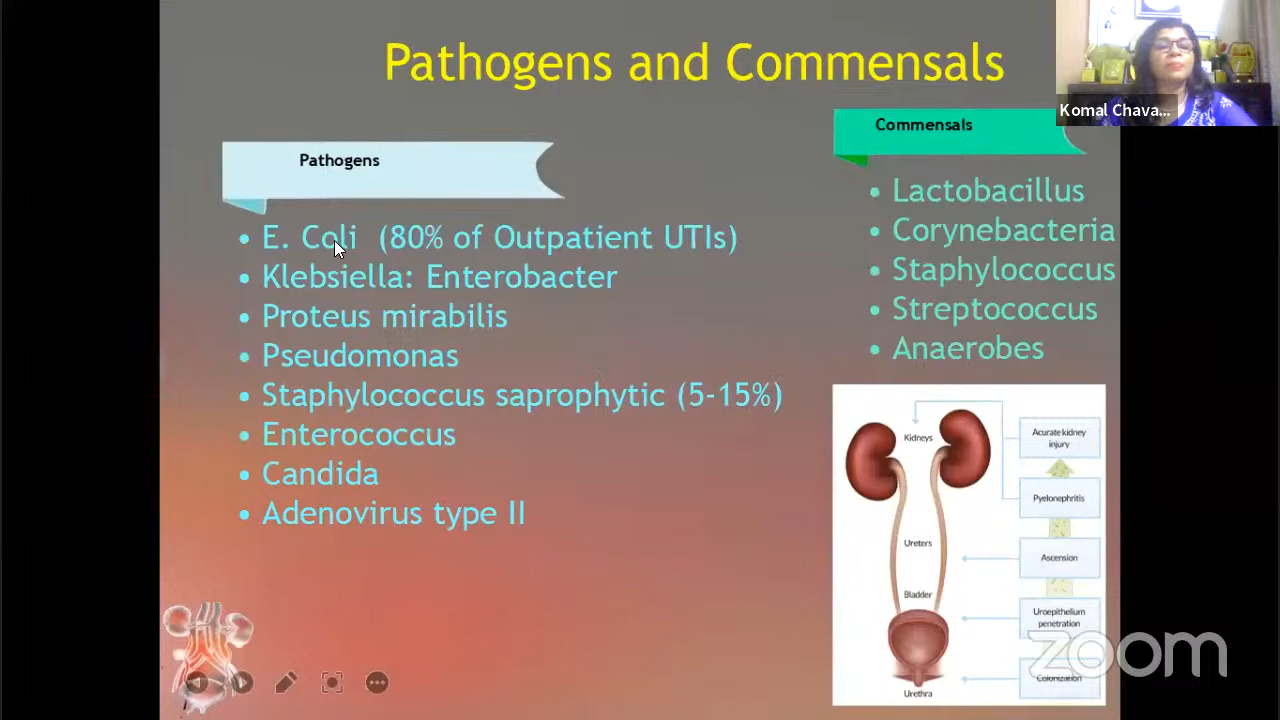 Pathogens and Commensals
Komal Chava...
Pathogens
• E. Coli (80% of Outpatient UTIs)
• Klebsiella: Enterobacter
• Proteus mirabilis
• Pseudomonas
• Staphylococcus saprophytic (5-15%)
• Enterococcus
• Candida
• Adenovirus type II
Commensals
• Lactobacillus
• Corynebacteria
• Staphylococcus
• Streptococcus
• Anaerobes
Kidneys
Ureters
Bladder
Urethra
Acurate kidney
injury
Pyelonephritis
Ascension
Uroepithelium
penetration
Colonization
zoom